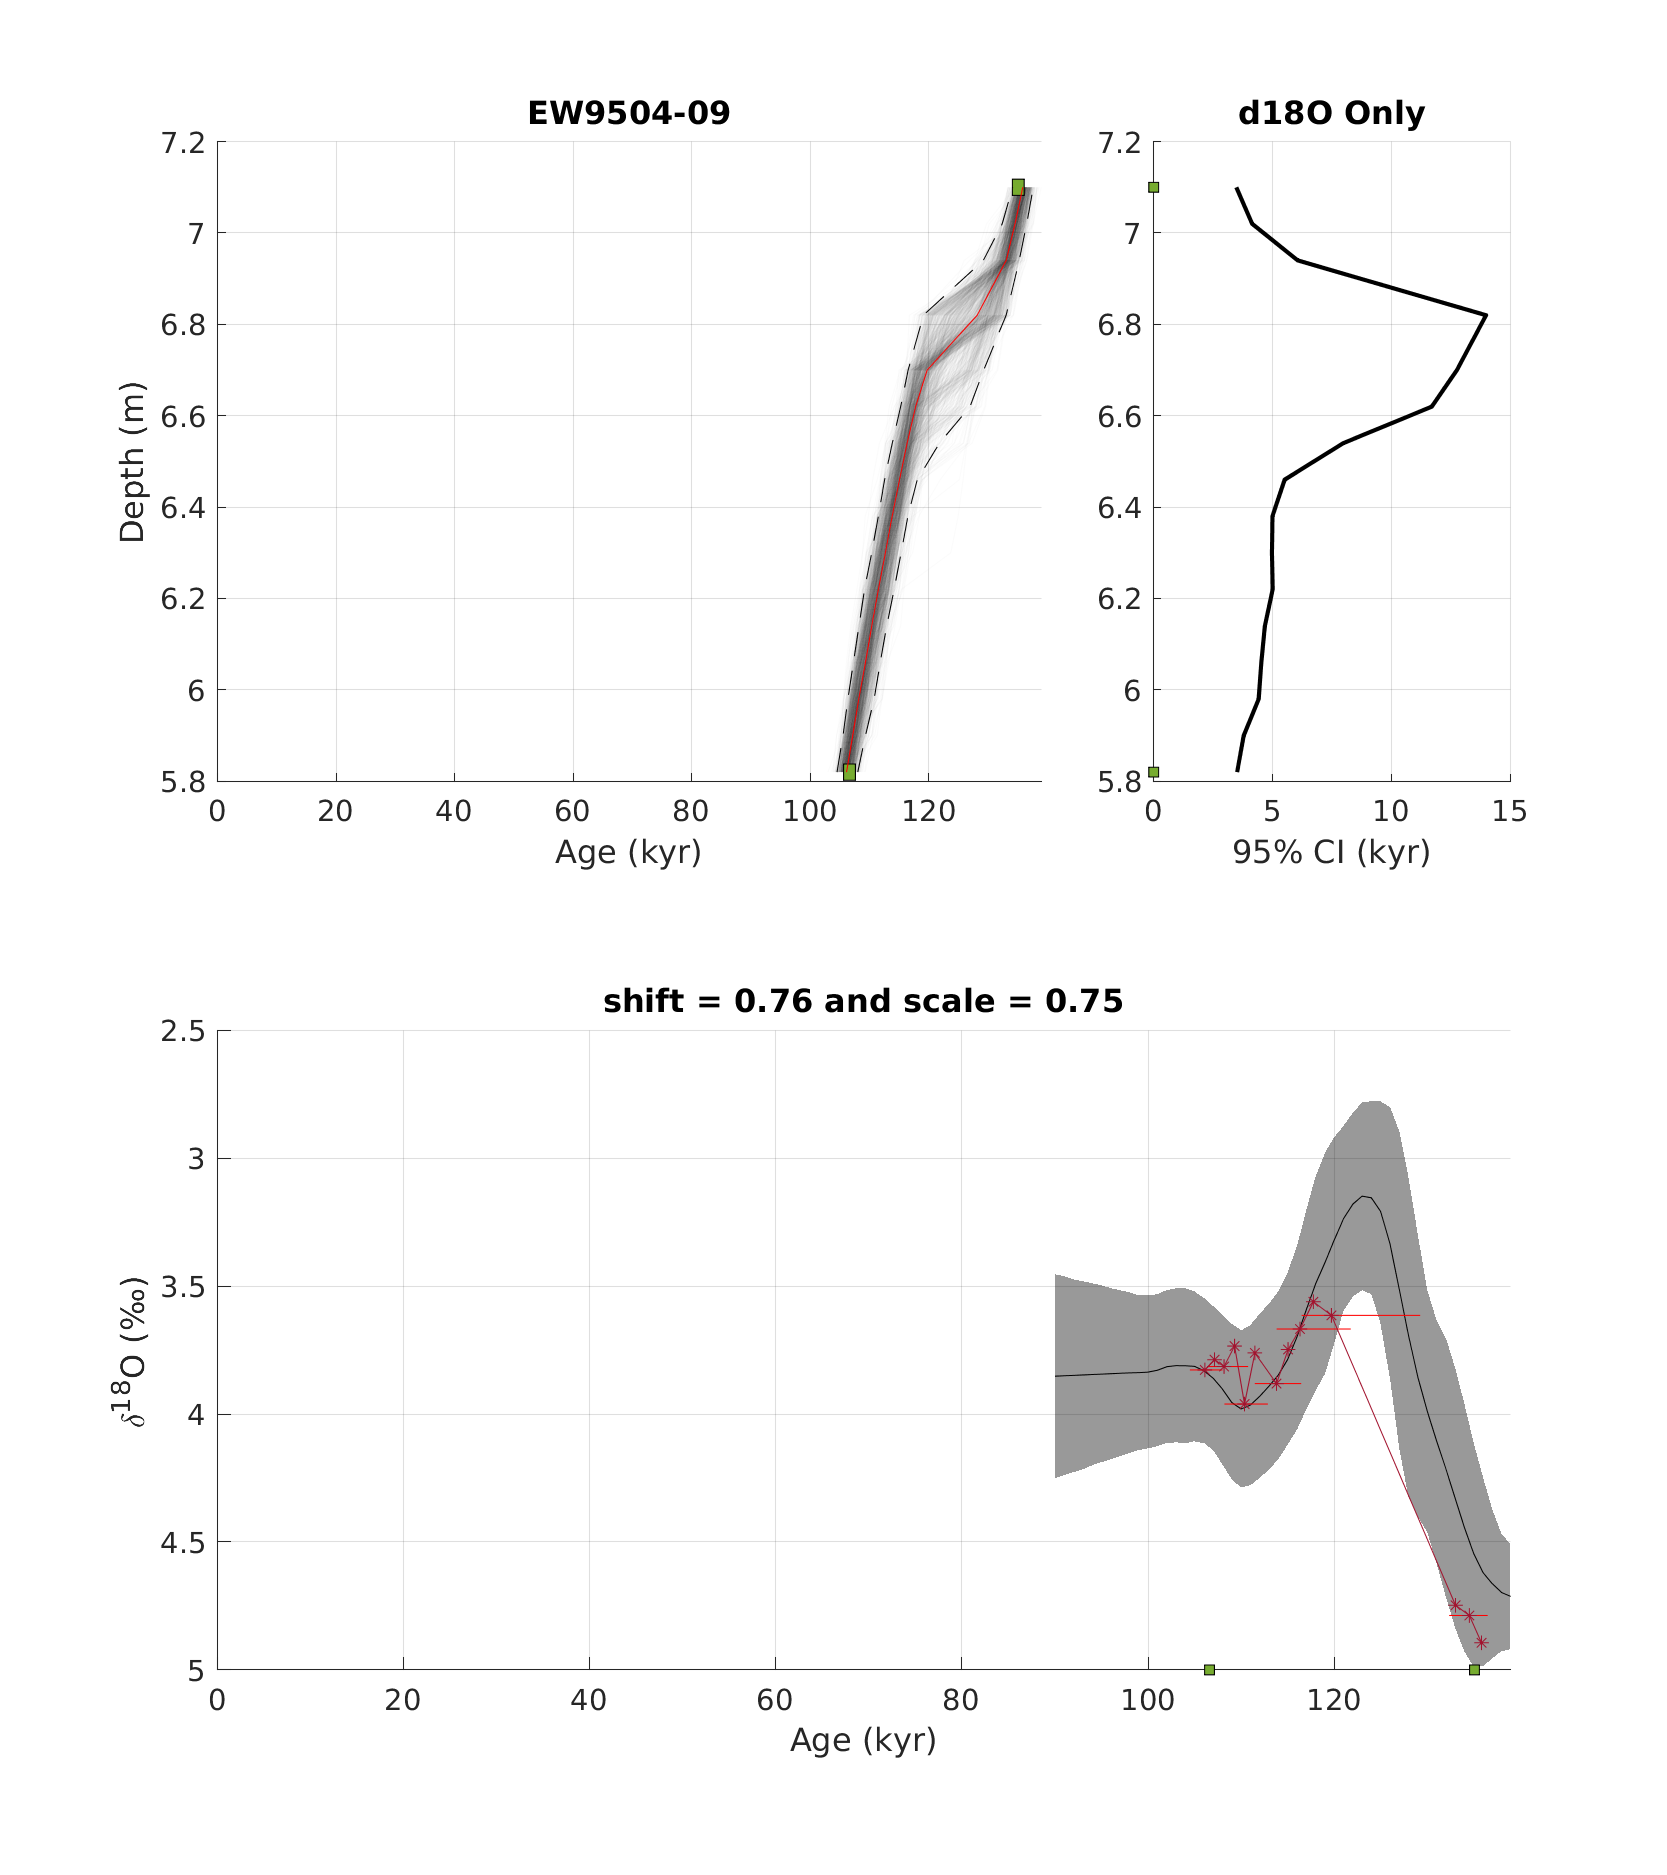 EW9504-09
7.2
7
6.8
6.6
6.4
6.2
6
5.8
Depth (m)
0 20 40 60 80 100 120
Age (kyr)
d18O Only
7.2
7
6.8
6.6
6.4
6.2
6
5.8
0 5 10 15
95% CI (kyr)
shift = 0.76 and scale = 0.75
2.5
3
3.5
4
4.5
5
δ18O (‰)
0 20 40 60 80 100 120
Age (kyr)